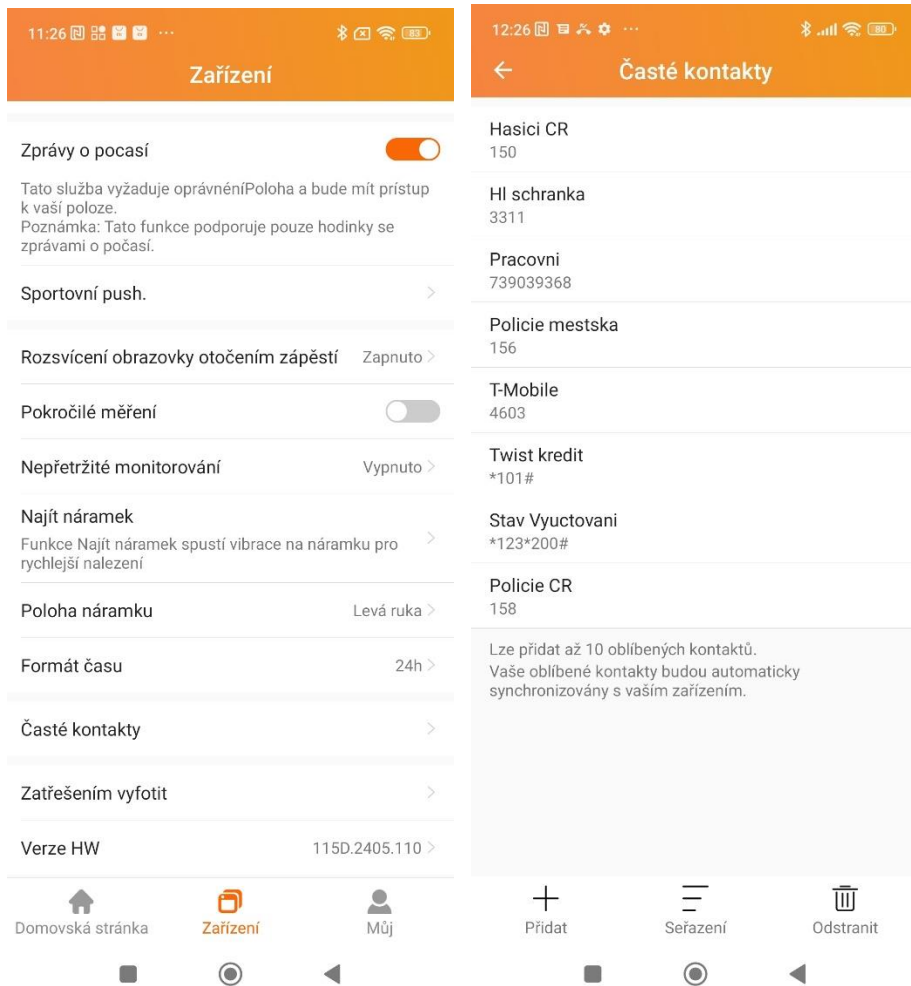 11:26
83
Zařízení
Zprávy o pocasí
Tato služba vyžaduje oprávnéníPoloha a bude mít prístup
k vaší poloze.
Poznámka: Tato funkce podporuje pouze hodinky se
zprávami o počasí.
Sportovní push.
Rozsvícení obrazovky otočením zápěstí Zapnuto
Pokročilé měření
Nepřetržité monitorování Vypnuto
Najít náramek
Funkce Najít náramek spustí vibrace na náramku pro
rychlejší nalezení
Poloha náramku Levá ruka
Formát času 24h
Časté kontakty
Zatřešením vyfotit
Verze HW 115D.2405.110
Domovská stránka Zařízení Můj
12:26
80
Časté kontakty
Hasici CR
150
Hl schranka
3311
Pracovni
739039368
Policie mestska
156
T-Mobile
4603
Twist kredit
*101#
Stav Vyuctovani
*123*200#
Policie CR
158
Lze přidat až 10 oblíbených kontaktů.
Vaše oblíbené kontakty budou automaticky
synchronizovány s vaším zařízením.
Přidat Seřazení Odstranit